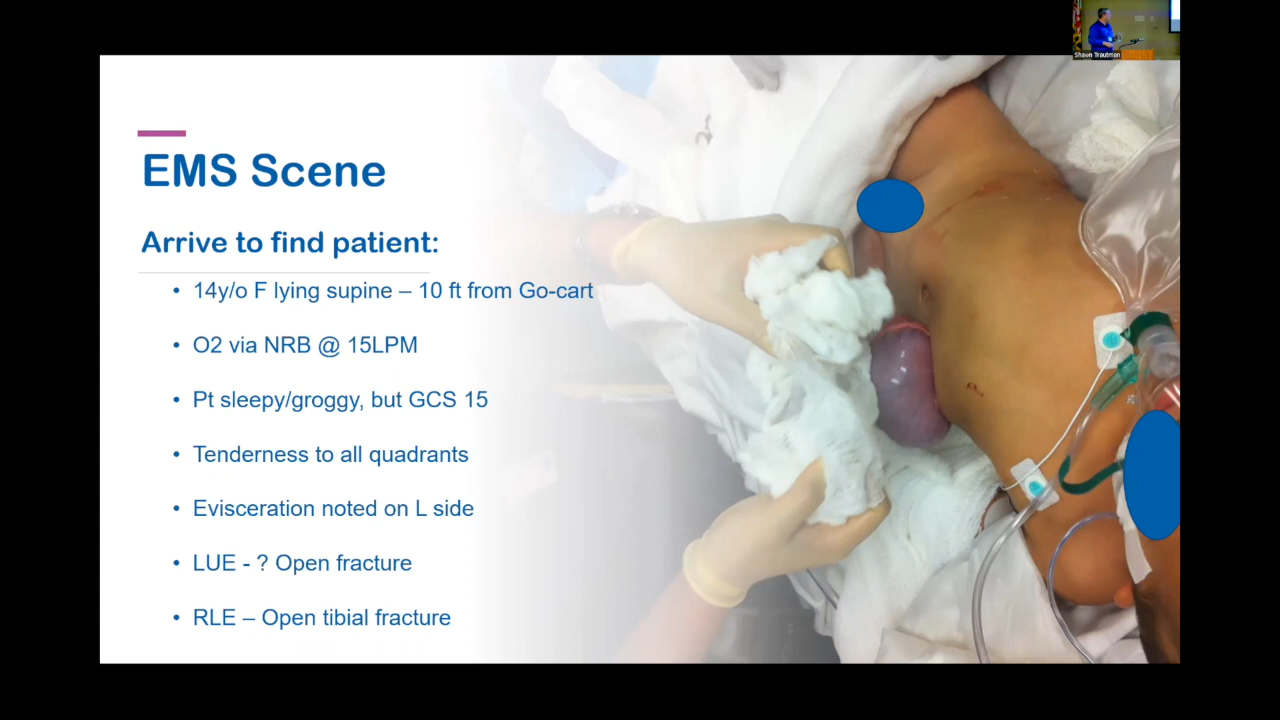 Shawn Trautman
EMS Scene
Arrive to find patient:
• 14y/o F lying supine – 10 ft from Go-cart
• O2 via NRB @ 15LPM
• Pt sleepy/groggy, but GCS 15
• Tenderness to all quadrants
• Evisceration noted on L side
• LUE - ? Open fracture
• RLE – Open tibial fracture